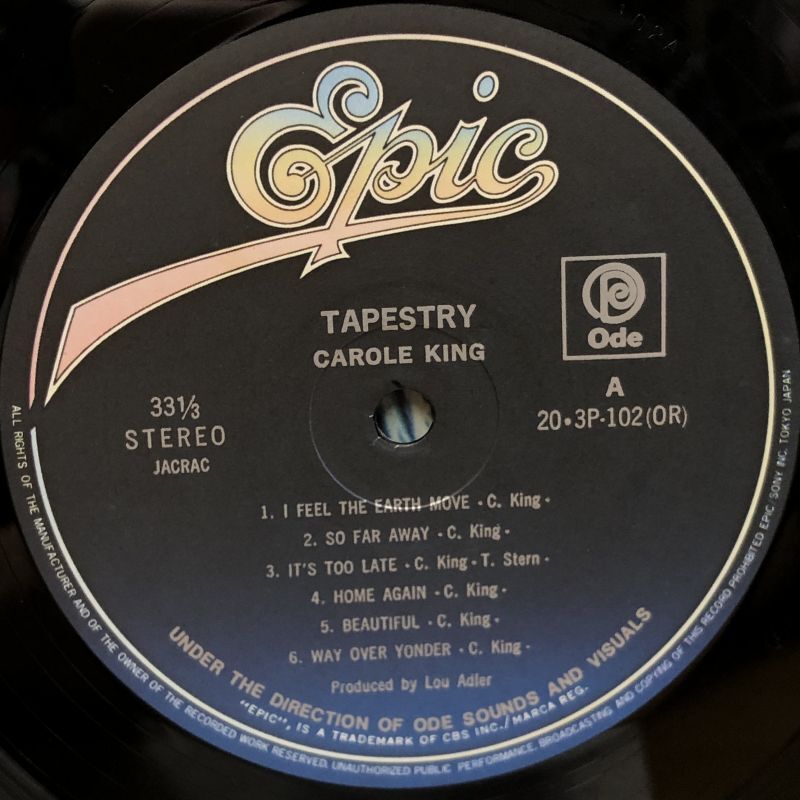 Epic
TAPESTRY
CAROLE KING
Ode
33⅓
STEREO
JACRAC
A
20•3P-102(OR)
1. I FEEL THE EARTH MOVE • C. King •
2. SO FAR AWAY • C. King •
3. IT'S TOO LATE • C. King • T. Stern •
4. HOME AGAIN • C. King •
5. BEAUTIFUL • C. King •
6. WAY OVER YONDER • C. King •
Produced by Lou Adler
UNDER THE DIRECTION OF ODE SOUNDS AND VISUALS
"EPIC", IS A TRADEMARK OF CBS INC./MARCA REG.
ALL RIGHTS OF THE MANUFACTURER AND OF THE OWNER OF THE RECORDED WORK RESERVED. UNAUTHORIZED PUBLIC PERFORMANCE, BROADCASTING AND COPYING OF THIS RECORD PROHIBITED EPIC/SONY INC. TOKYO JAPAN